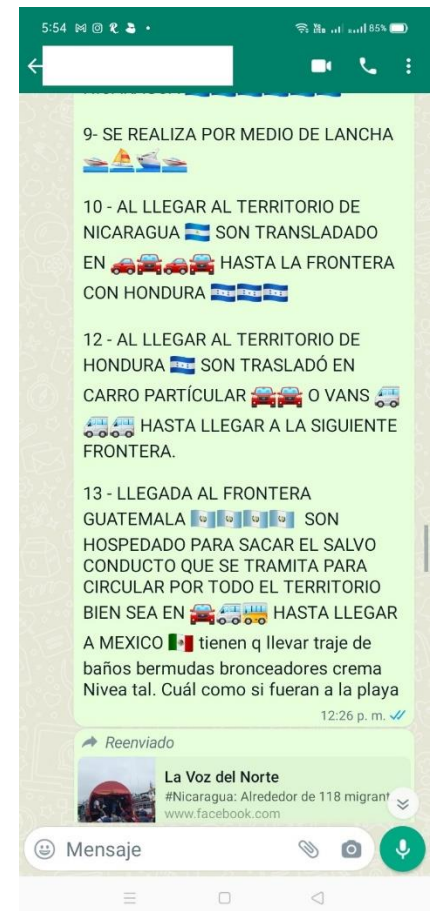 5:54
85%
9- SE REALIZA POR MEDIO DE LANCHA
🚤⛵🛥️🚤
10 - AL LLEGAR AL TERRITORIO DE
NICARAGUA 🇳🇮 SON TRANSLADADO
EN 🚗🚘🚗🚘 HASTA LA FRONTERA
CON HONDURA 🇭🇳🇭🇳🇭🇳
12 - AL LLEGAR AL TERRITORIO DE
HONDURA 🇭🇳 SON TRASLADÓ EN
CARRO PARTÍCULAR 🚘🚘 O VANS 🚐
🚐🚐 HASTA LLEGAR A LA SIGUIENTE
FRONTERA.
13 - LLEGADA AL FRONTERA
GUATEMALA 🇬🇹🇬🇹🇬🇹🇬🇹 SON
HOSPEDADO PARA SACAR EL SALVO
CONDUCTO QUE SE TRAMITA PARA
CIRCULAR POR TODO EL TERRITORIO
BIEN SEA EN 🚘🚐🚌 HASTA LLEGAR
A MEXICO 🇲🇽 tienen q llevar traje de
baños bermudas bronceadores crema
Nivea tal. Cuál como si fueran a la playa
12:26 p. m.
Reenviado
La Voz del Norte
#Nicaragua: Alrededor de 118 migrant
www.facebook.com
Mensaje